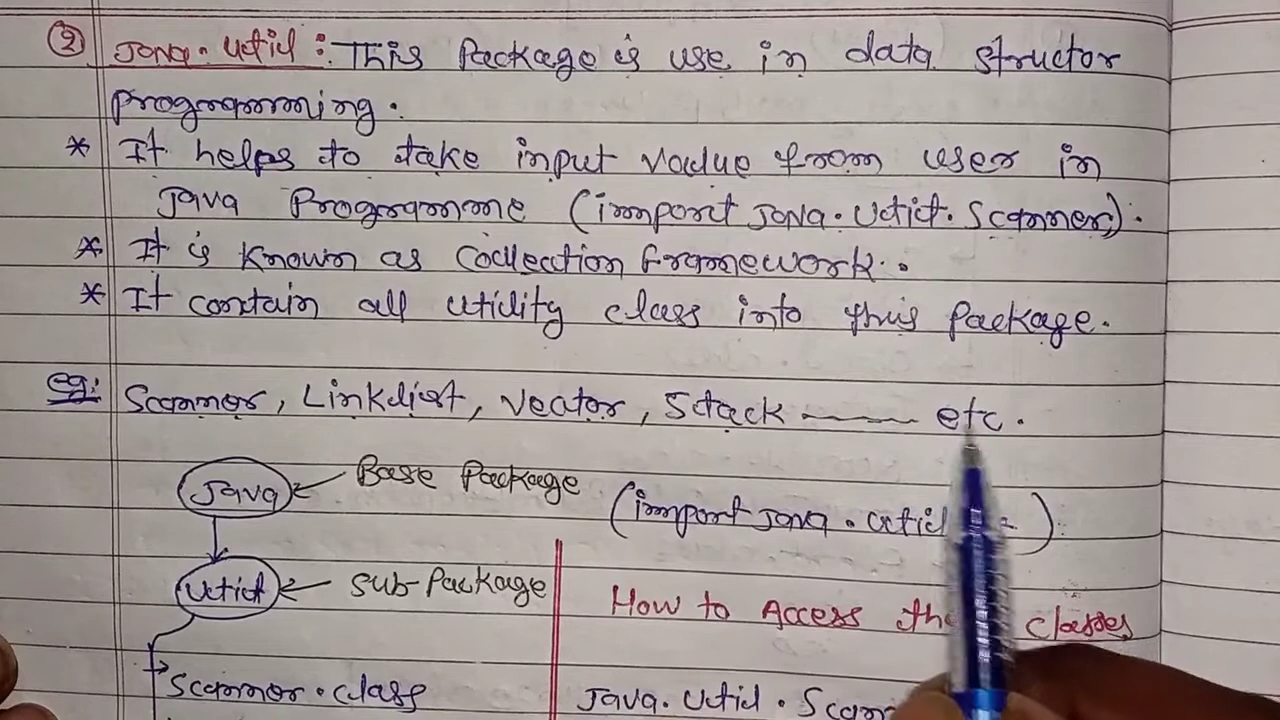 ② Java.util : This Package is use in data structor
programming.
* It helps to take input value from user in
Java Programme (import Java.util.Scanner).
* It is known as Collection framework.
* It contain all utility class into this Package.
eg: Scanner, Linkdlist, Vector, Stack ——— etc.
Java ← Base Package
(import Java.util
Util ← Sub-Package
How to Access the classes
Scanner.class
Java.util.Scan